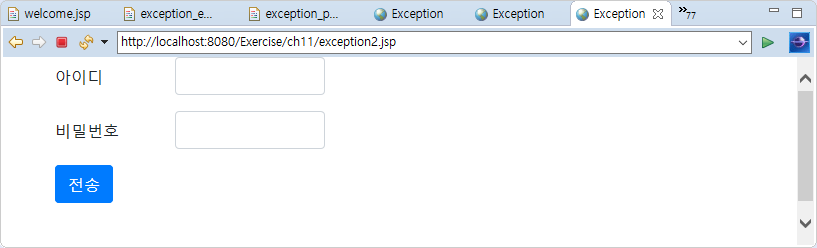 welcome.jsp exception_e... exception_p... Exception Exception Exception »77
http://localhost:8080/Exercise/ch11/exception2.jsp
아이디
비밀번호
전송